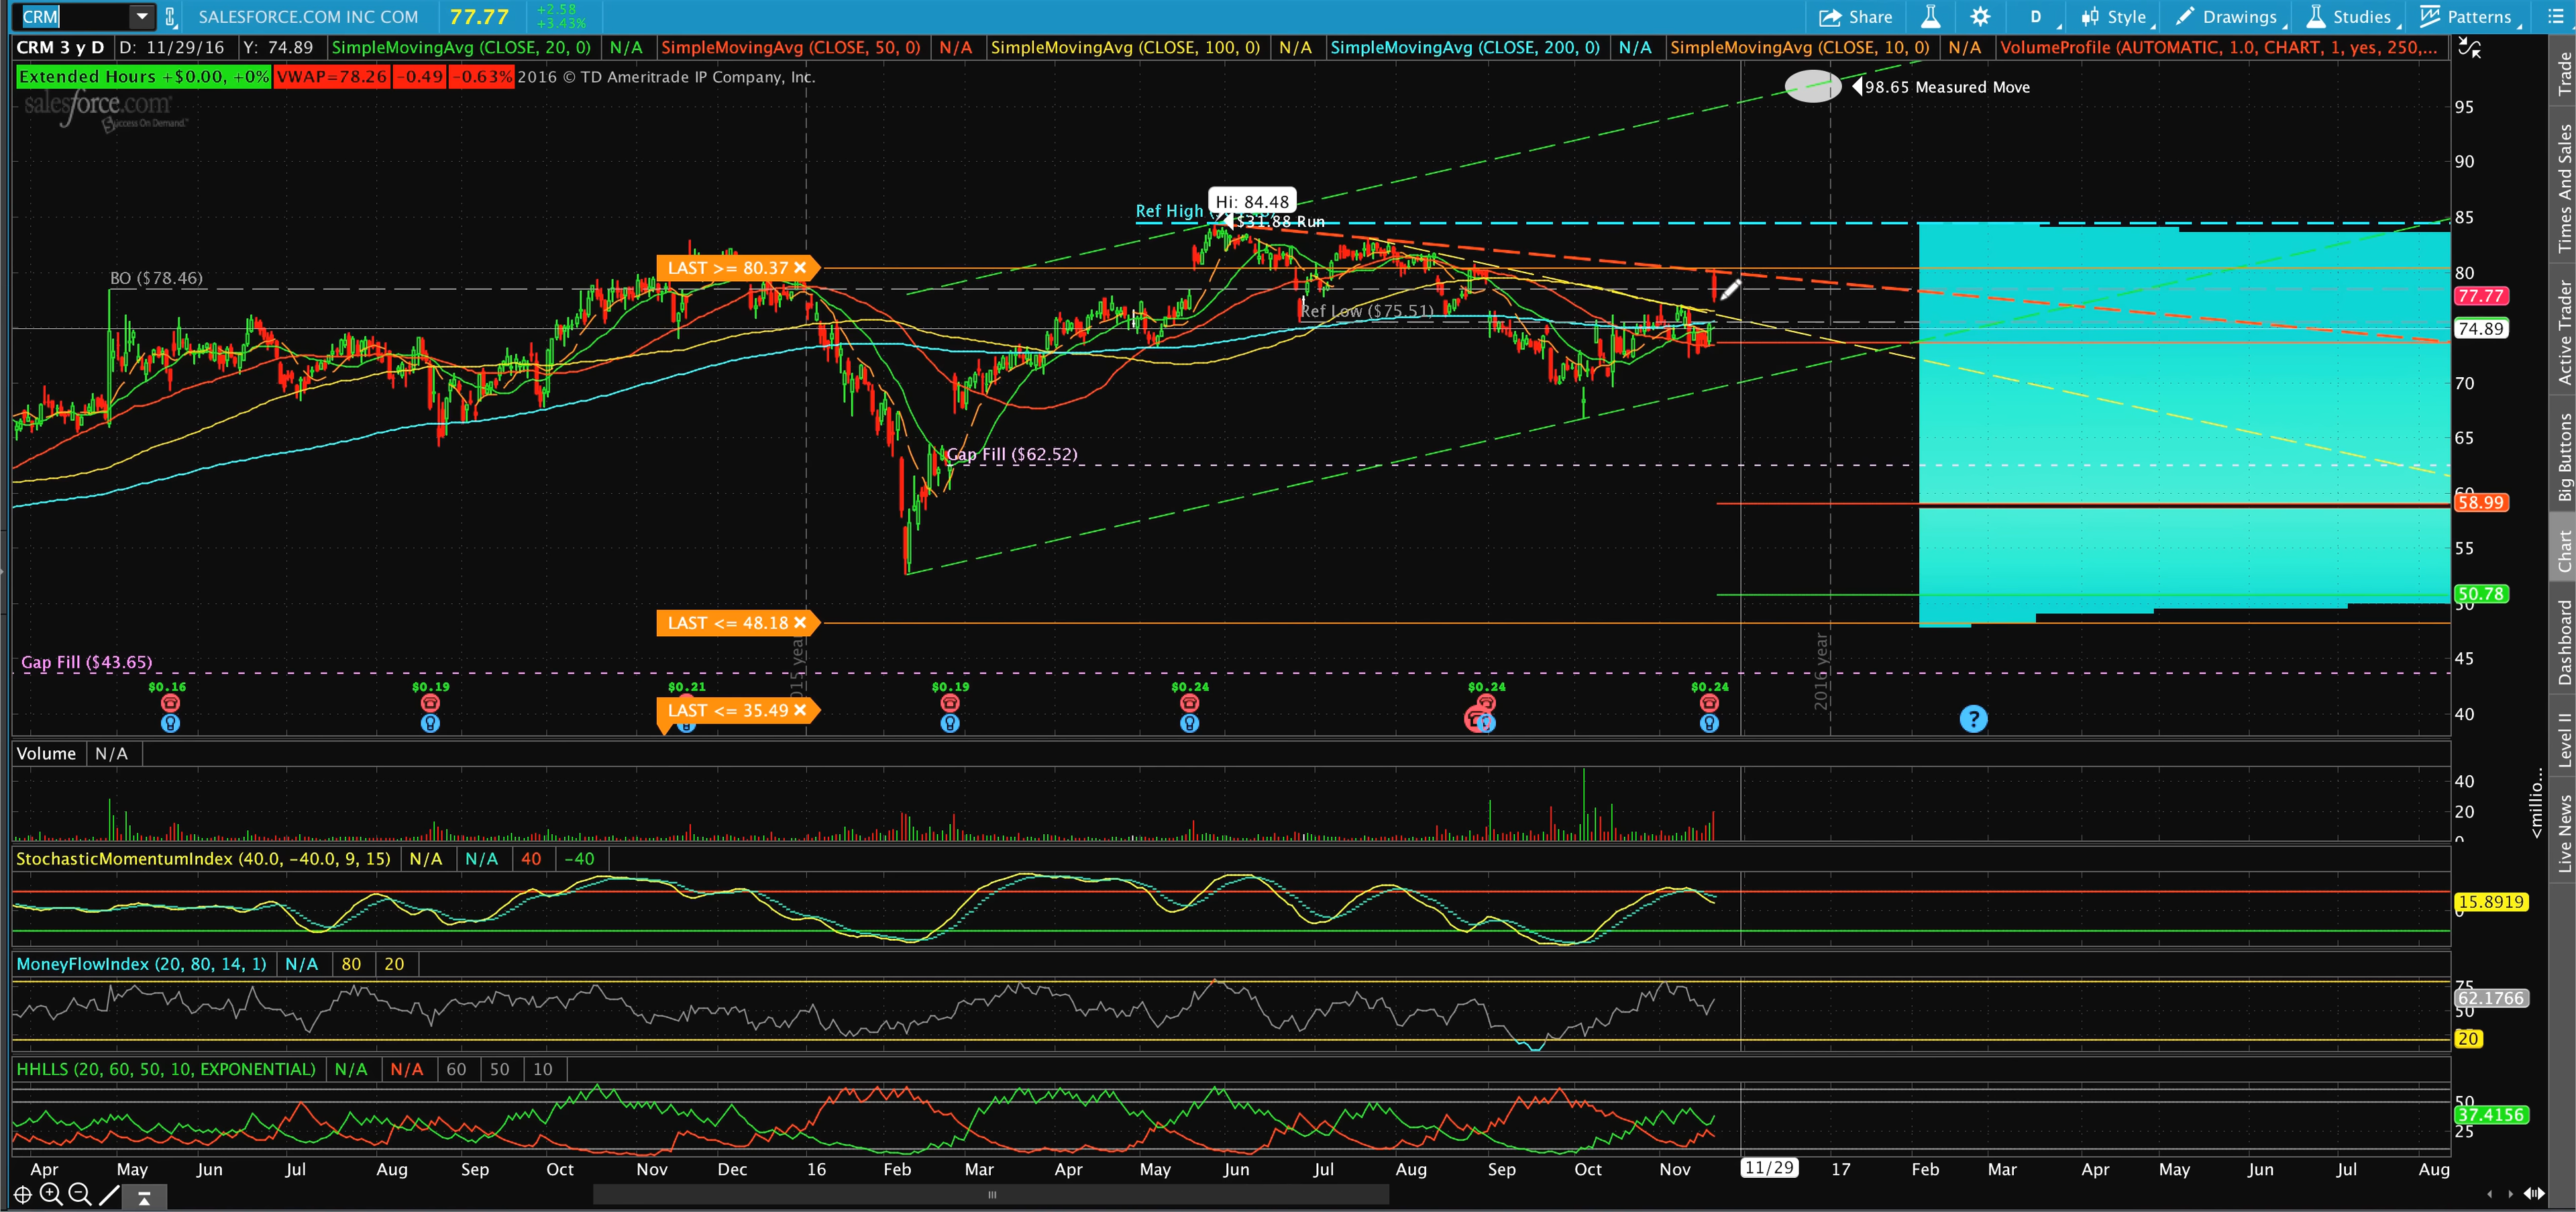 CRM SALESFORCE.COM INC COM 77.77 +2.58 +3.43% Share D Style Drawings Studies Patterns
CRM 3 y D D: 11/29/16 Y: 74.89 SimpleMovingAvg (CLOSE, 20, 0) N/A SimpleMovingAvg (CLOSE, 50, 0) N/A SimpleMovingAvg (CLOSE, 100, 0) N/A SimpleMovingAvg (CLOSE, 200, 0) N/A SimpleMovingAvg (CLOSE, 10, 0) N/A VolumeProfile (AUTOMATIC, 1.0, CHART, 1, yes, 250,...
Extended Hours +$0.00, +0% VWAP=78.26 -0.49 -0.63% 2016 © TD Ameritrade IP Company, Inc.
salesforce.com
Success On Demand.
98.65 Measured Move
95
90
Hi: 84.48
Ref High
$31.88 Run
85
LAST >= 80.37 ×
80
BO ($78.46)
77.77
Ref Low ($75.51)
74.89
70
65
Gap Fill ($62.52)
58.99
55
50.78
50
LAST <= 48.18 ×
45
Gap Fill ($43.65)
2016 year
$0.16 $0.19 $0.21 $0.19 $0.24 $0.24 $0.24
LAST <= 35.49 ×
?
40
Volume N/A
40
20
<millio...
StochasticMomentumIndex (40.0, -40.0, 9, 15) N/A N/A 40 -40
15.8919
MoneyFlowIndex (20, 80, 14, 1) N/A 80 20
75
62.1766
50
20
HHLLS (20, 60, 50, 10, EXPONENTIAL) N/A N/A 60 50 10
50
37.4156
25
Apr May Jun Jul Aug Sep Oct Nov Dec 16 Feb Mar Apr May Jun Jul Aug Sep Oct Nov 11/29 17 Feb Mar Apr May Jun Jul Aug
Trade
Times And Sales
Active Trader
Big Buttons
Chart
Dashboard
Level II
Live News